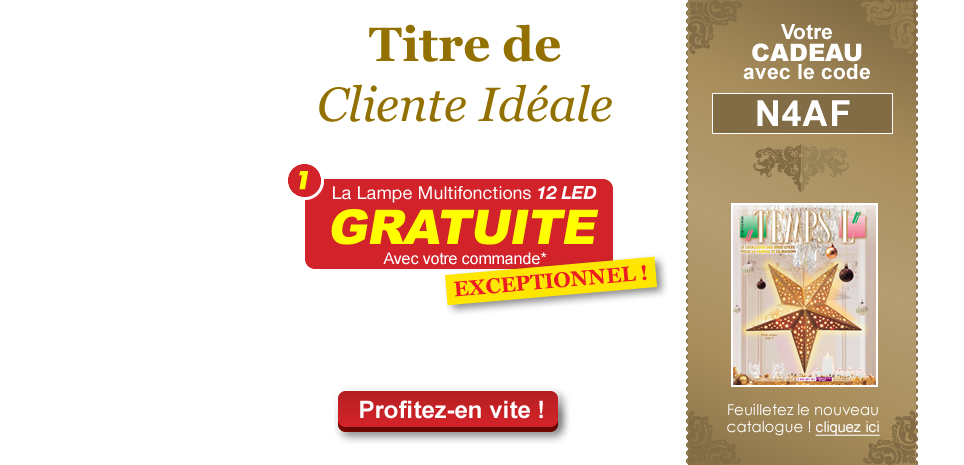 Titre de
Cliente Idéale
1
La Lampe Multifonctions 12 LED
GRATUITE
Avec votre commande*
EXCEPTIONNEL !
Profitez-en vite !
Votre
CADEAU
avec le code
N4AF
TEMPS L
Feuilletez le nouveau
catalogue ! cliquez ici